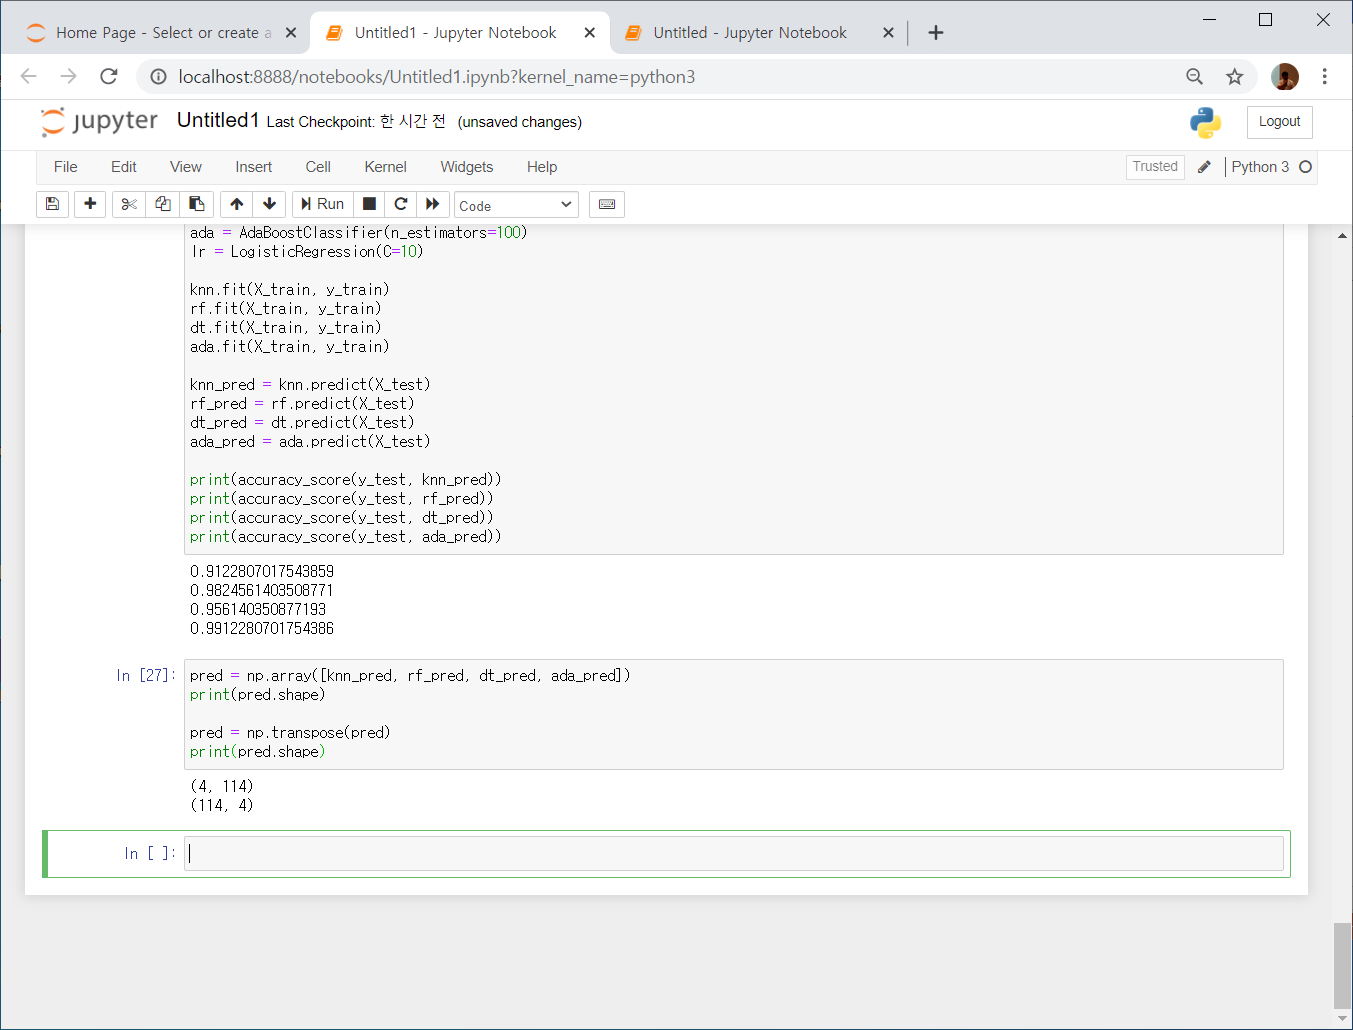 Home Page - Select or create a
Untitled1 - Jupyter Notebook
Untitled - Jupyter Notebook
localhost:8888/notebooks/Untitled1.ipynb?kernel_name=python3
jupyter Untitled1 Last Checkpoint: 한 시간 전 (unsaved changes)
Logout
File Edit View Insert Cell Kernel Widgets Help
Trusted
Python 3
Run
Code
ada = AdaBoostClassifier(n_estimators=100)
lr = LogisticRegression(C=10)
knn.fit(X_train, y_train)
rf.fit(X_train, y_train)
dt.fit(X_train, y_train)
ada.fit(X_train, y_train)
knn_pred = knn.predict(X_test)
rf_pred = rf.predict(X_test)
dt_pred = dt.predict(X_test)
ada_pred = ada.predict(X_test)
print(accuracy_score(y_test, knn_pred))
print(accuracy_score(y_test, rf_pred))
print(accuracy_score(y_test, dt_pred))
print(accuracy_score(y_test, ada_pred))
0.9122807017543859
0.9824561403508771
0.956140350877193
0.9912280701754386
In [27]: pred = np.array([knn_pred, rf_pred, dt_pred, ada_pred])
print(pred.shape)
pred = np.transpose(pred)
print(pred.shape)
(4, 114)
(114, 4)
In [ ]: